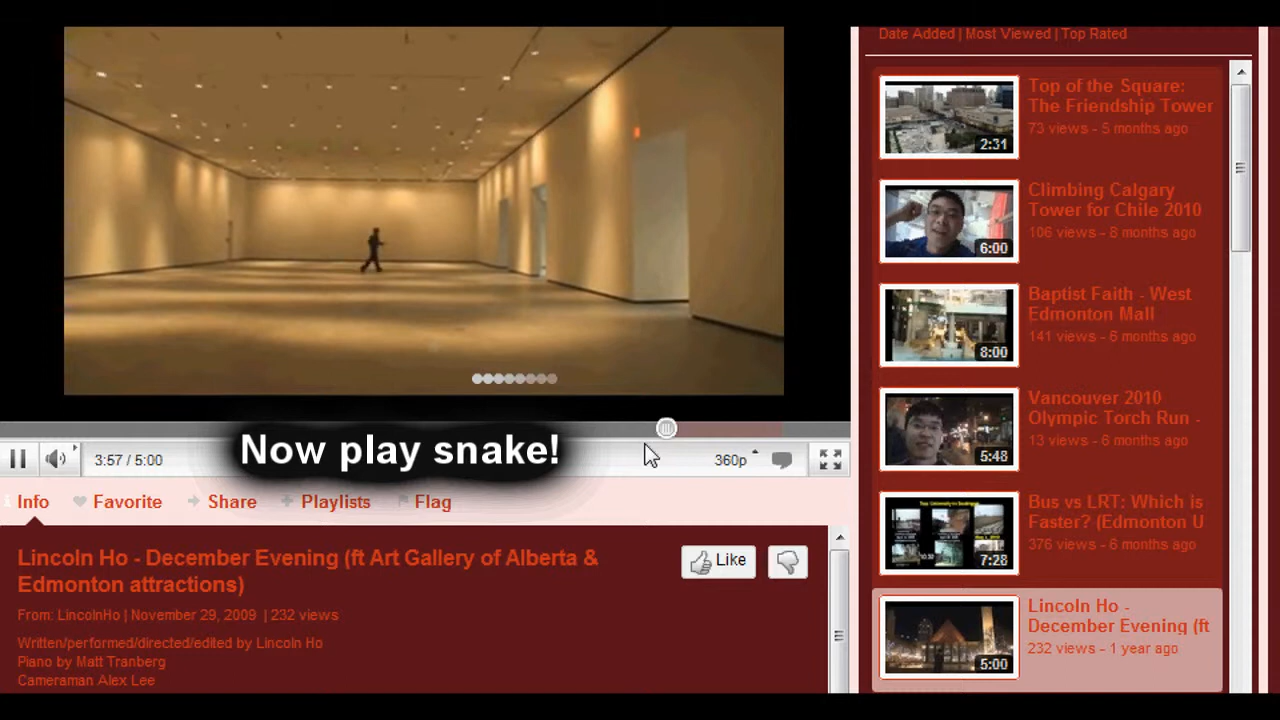 Date Added | Most Viewed | Top Rated
Top of the Square:
The Friendship Tower
73 views - 5 months ago
2:31
Climbing Calgary
Tower for Chile 2010
106 views - 8 months ago
6:00
Baptist Faith - West
Edmonton Mall
141 views - 6 months ago
8:00
Vancouver 2010
Olympic Torch Run -
13 views - 6 months ago
5:48
Bus vs LRT: Which is
Faster? (Edmonton U
376 views - 6 months ago
7:28
Lincoln Ho -
December Evening (ft
232 views - 1 year ago
5:00
Now play snake!
3:57 / 5:00
360p
Info Favorite Share Playlists Flag
Lincoln Ho - December Evening (ft Art Gallery of Alberta &
Edmonton attractions)
Like
From: LincolnHo | November 29, 2009 | 232 views
Written/performed/directed/edited by Lincoln Ho
Piano by Matt Tranberg
Cameraman Alex Lee